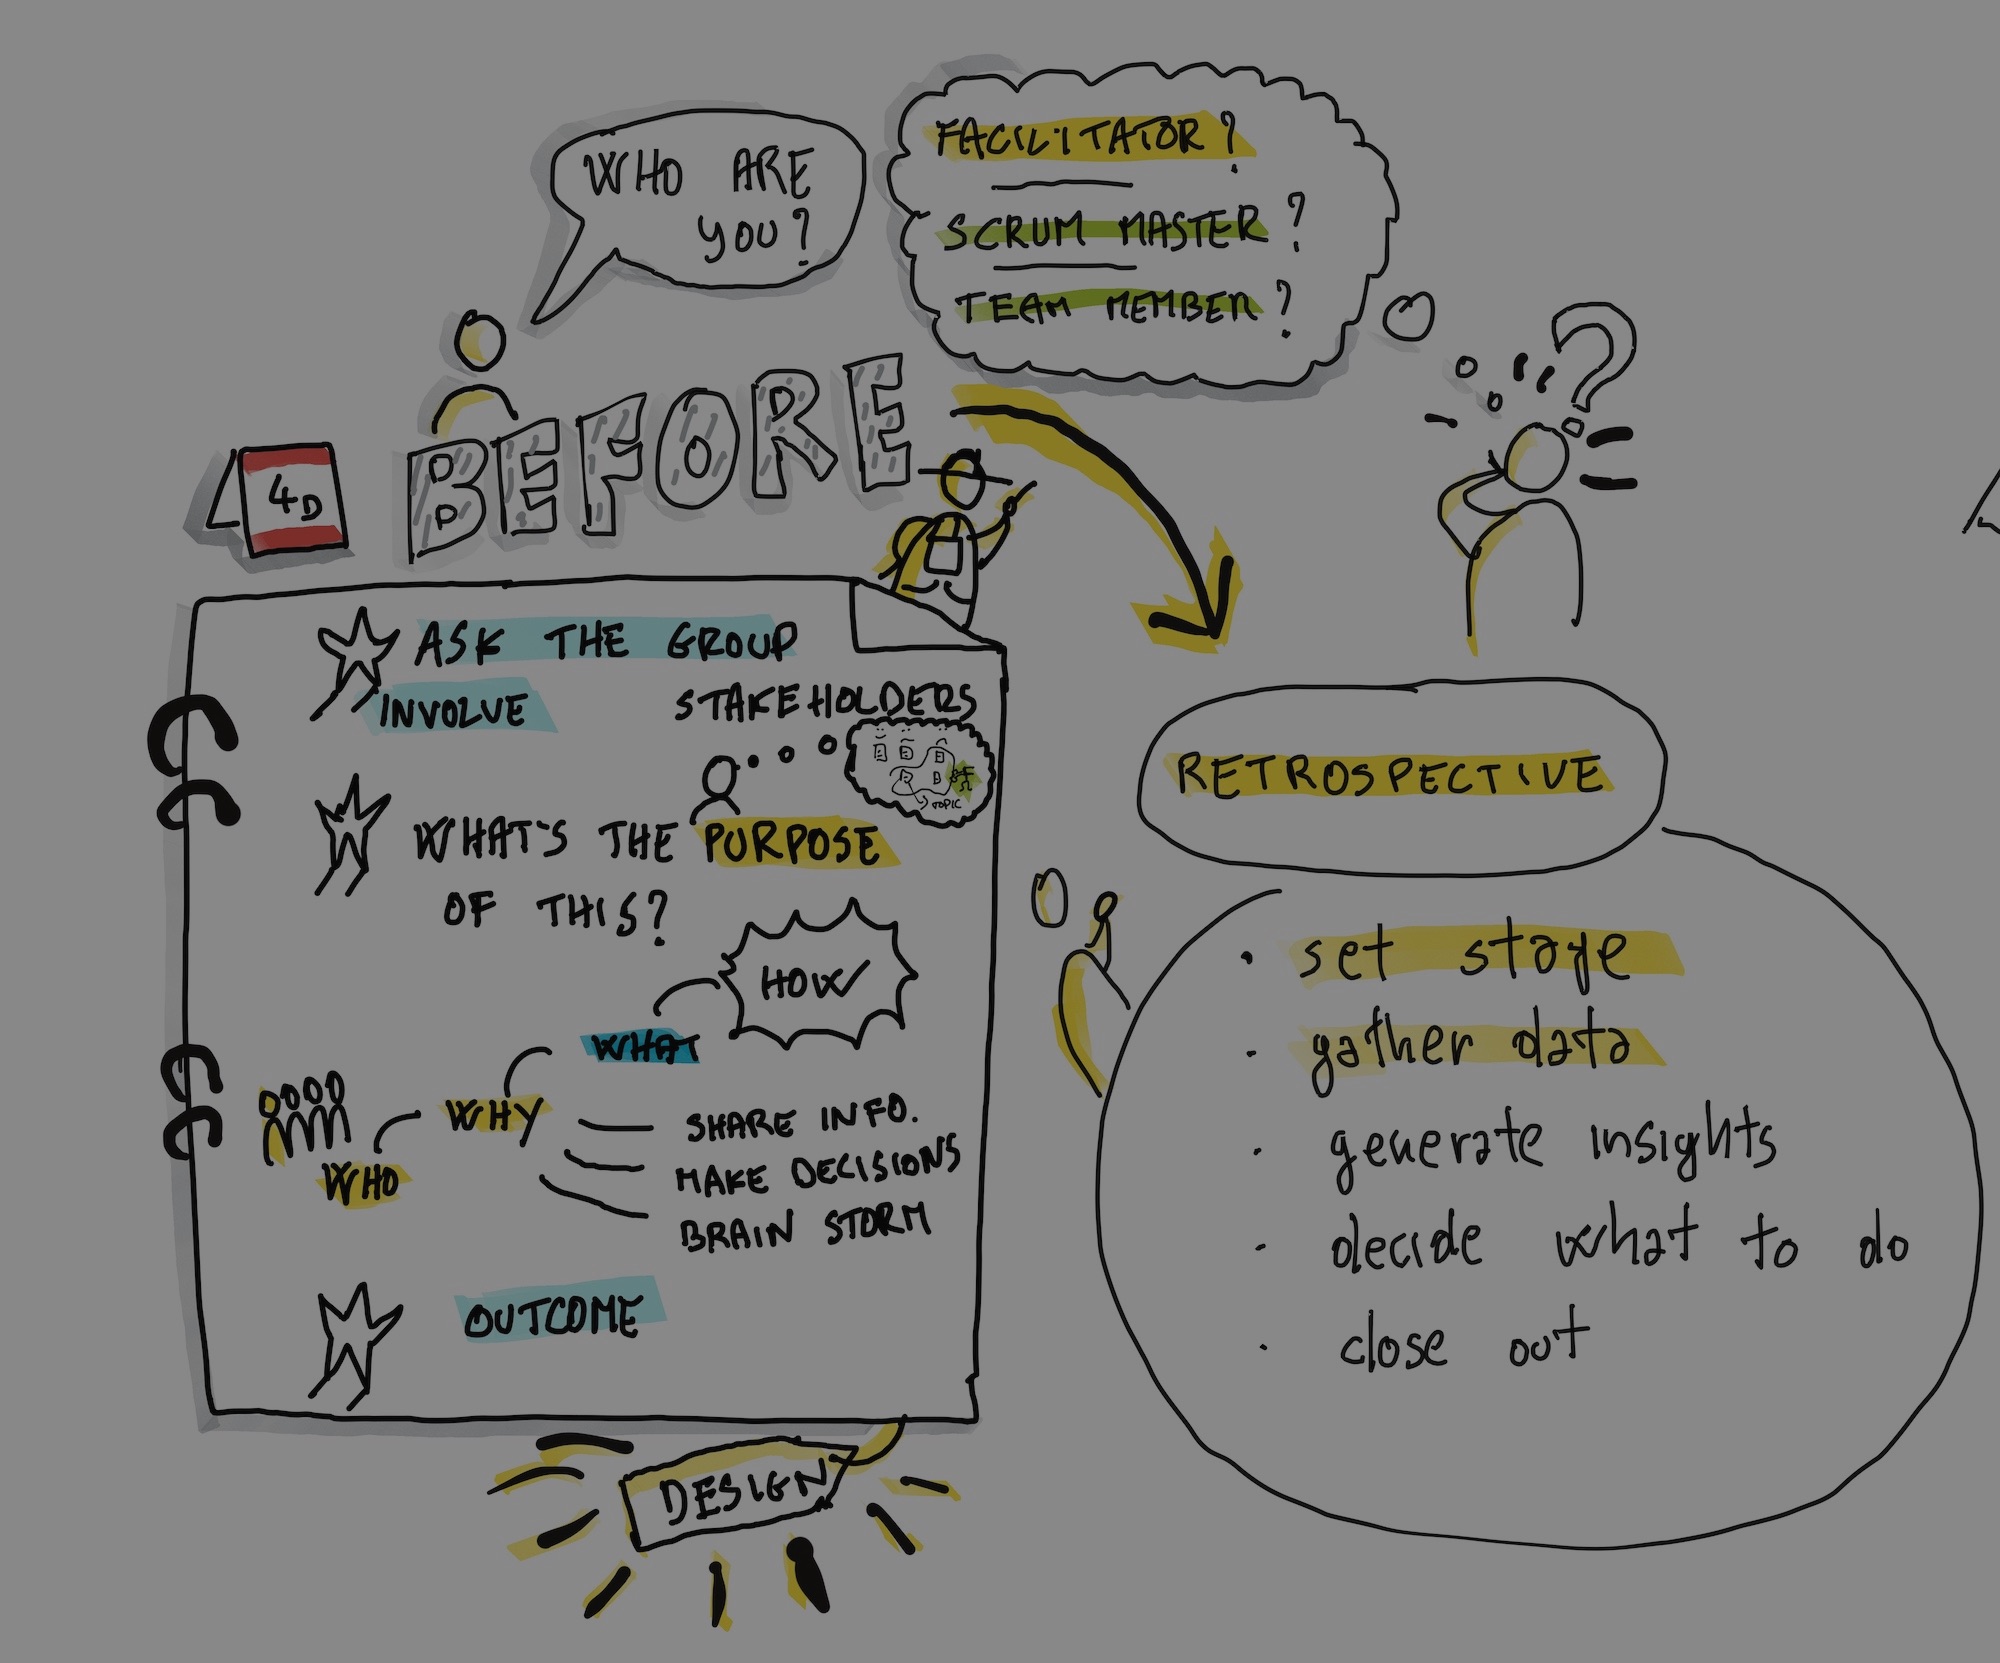 WHO ARE
YOU?
FACILITATOR?
SCRUM MASTER?
TEAM MEMBER?
4D
BEFORE
ASK THE GROUP
INVOLVE STAKEHOLDERS
TOPIC
WHAT'S THE PURPOSE
OF THIS?
HOW
WHAT
WHY
WHO
SHARE INFO.
MAKE DECISIONS
BRAIN STORM
OUTCOME
DESIGN
RETROSPECTIVE
· set stage
· gather data
· generate insights
· decide what to do
· close out